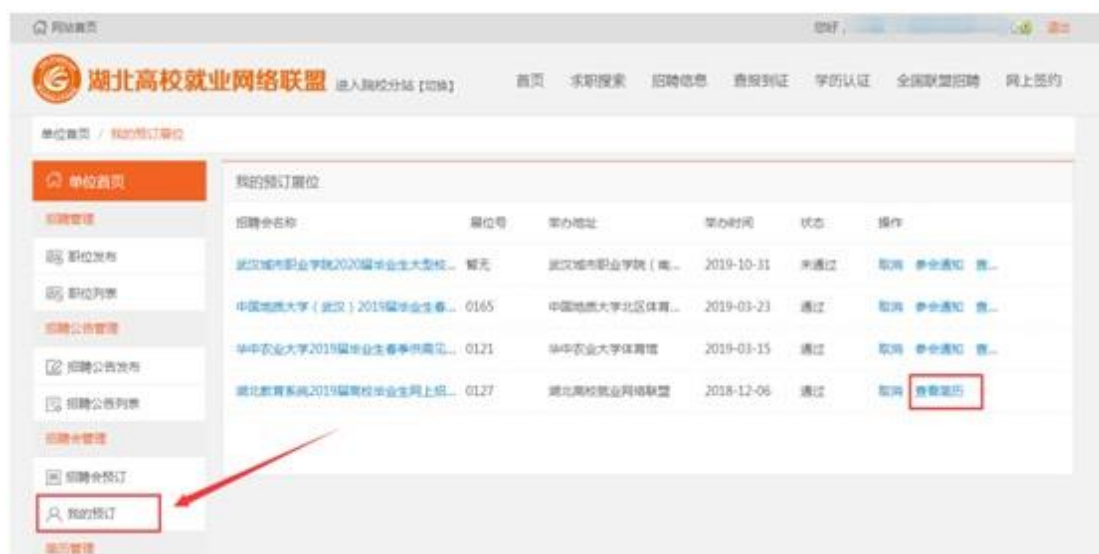 网站首页 您好， 退出
湖北高校就业网络联盟 进入院校分站 [切换] 首页 求职搜索 招聘信息 查报到证 学历认证 全国联盟招聘 网上签约
单位首页 / 我的预订展位
单位首页
招聘管理
职位发布
职位列表
招聘公告管理
招聘公告发布
招聘公告列表
招聘会管理
招聘会预订
我的预订
简历管理
我的预订展位
招聘会名称 展位号 举办地址 举办时间 状态 操作
武汉城市职业学院2020届毕业生大型校... 暂无 武汉城市职业学院（南... 2019-10-31 未通过 取消 参会通知 查...
中国地质大学（武汉）2019届毕业生春... 0165 中国地质大学北区体育... 2019-03-23 通过 取消 参会通知 查...
华中农业大学2019届毕业生春季供需见... 0121 华中农业大学体育馆 2019-03-15 通过 取消 参会通知 查...
湖北教育系统2019届高校毕业生网上招... 0127 湖北高校就业网络联盟 2018-12-06 通过 取消 查看简历